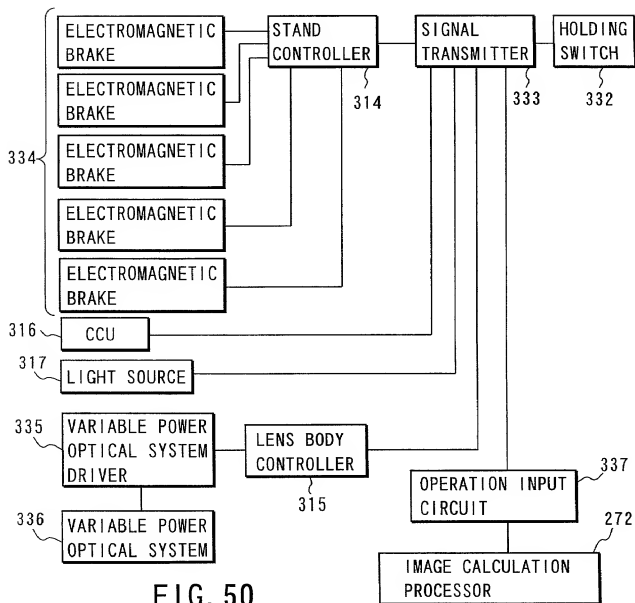 ELECTROMAGNETIC
BRAKE
STAND
CONTROLLER
314
SIGNAL
TRANSMITTER
333
HOLDING
SWITCH
332
ELECTROMAGNETIC
BRAKE
334
ELECTROMAGNETIC
BRAKE
ELECTROMAGNETIC
BRAKE
ELECTROMAGNETIC
BRAKE
316
CCU
317
LIGHT SOURCE
335
VARIABLE POWER
OPTICAL SYSTEM
DRIVER
LENS BODY
CONTROLLER
315
336
VARIABLE POWER
OPTICAL SYSTEM
337
OPERATION INPUT
CIRCUIT
272
IMAGE CALCULATION
PROCESSOR
FIG. 50